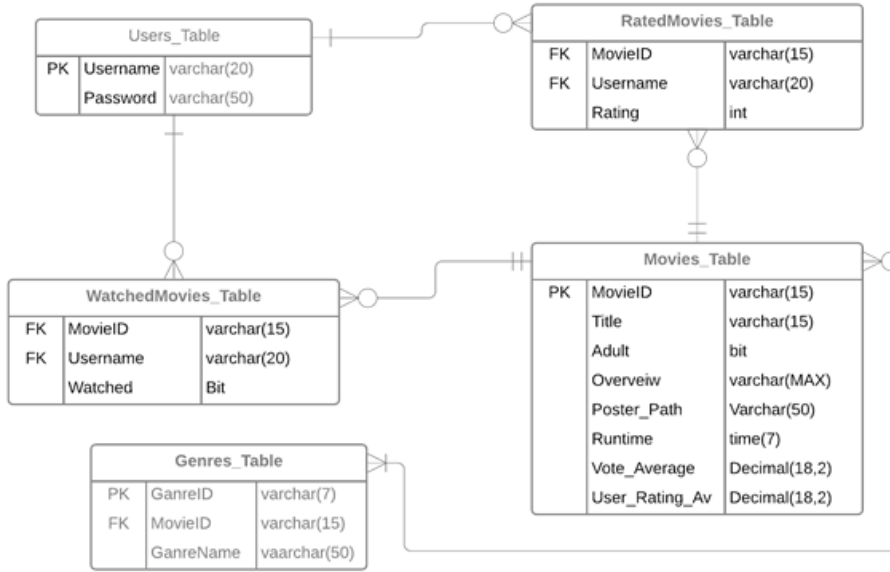 Users_Table
PK Username varchar(20)
Password varchar(50)
RatedMovies_Table
FK MovieID varchar(15)
FK Username varchar(20)
Rating int
WatchedMovies_Table
FK MovieID varchar(15)
FK Username varchar(20)
Watched Bit
Movies_Table
PK MovieID varchar(15)
Title varchar(15)
Adult bit
Overveiw varchar(MAX)
Poster_Path Varchar(50)
Runtime time(7)
Vote_Average Decimal(18,2)
User_Rating_Av Decimal(18,2)
Genres_Table
PK GanreID varchar(7)
FK MovieID varchar(15)
GanreName vaarchar(50)